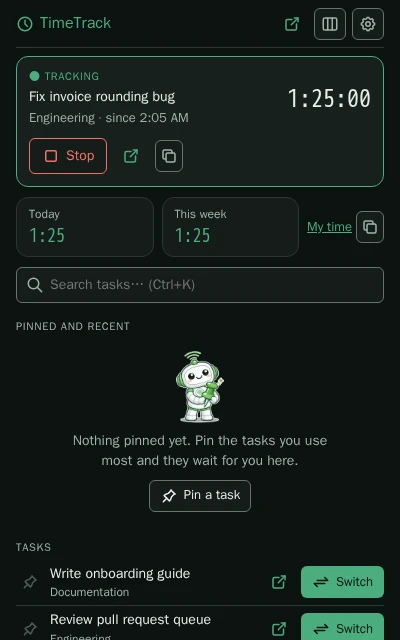 TimeTrack
TRACKING
Fix invoice rounding bug
1:25:00
Engineering · since 2:05 AM
Stop
Today
1:25
This week
1:25
My time
Search tasks··· (Ctrl+K)
PINNED AND RECENT
Nothing pinned yet. Pin the tasks you use
most and they wait for you here.
Pin a task
TASKS
Write onboarding guide
Documentation
Switch
Review pull request queue
Engineering
Switch